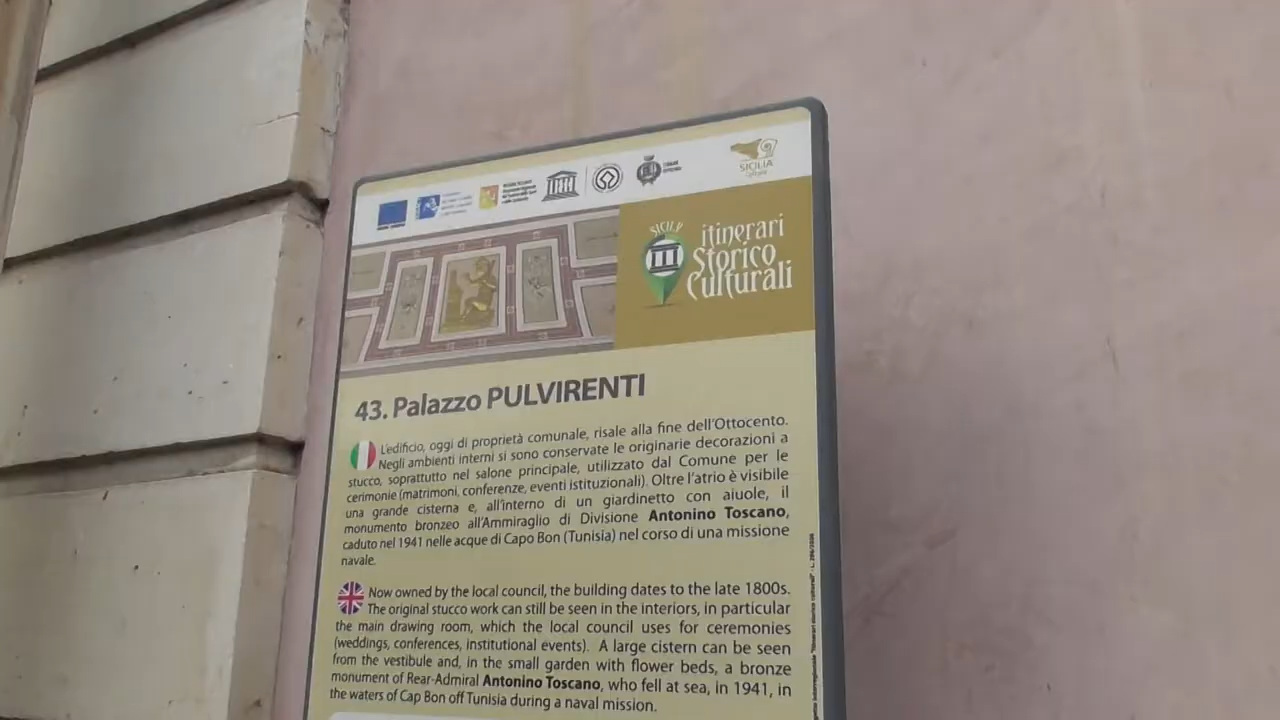 SICILIA
SICILY
itinerari
Storico
Culturali
43. Palazzo PULVIRENTI
L'edificio, oggi di proprietà comunale, risale alla fine dell'Ottocento.
Negli ambienti interni si sono conservate le originarie decorazioni a
stucco, soprattutto nel salone principale, utilizzato dal Comune per le
cerimonie (matrimoni, conferenze, eventi istituzionali). Oltre l'atrio è visibile
una grande cisterna e, all'interno di un giardinetto con aiuole, il
monumento bronzeo all'Ammiraglio di Divisione Antonino Toscano,
caduto nel 1941 nelle acque di Capo Bon (Tunisia) nel corso di una missione
navale.
Now owned by the local council, the building dates to the late 1800s.
The original stucco work can still be seen in the interiors, in particular
the main drawing room, which the local council uses for ceremonies
(weddings, conferences, institutional events). A large cistern can be seen
from the vestibule and, in the small garden with flower beds, a bronze
monument of Rear-Admiral Antonino Toscano, who fell at sea, in 1941, in
the waters of Cap Bon off Tunisia during a naval mission.